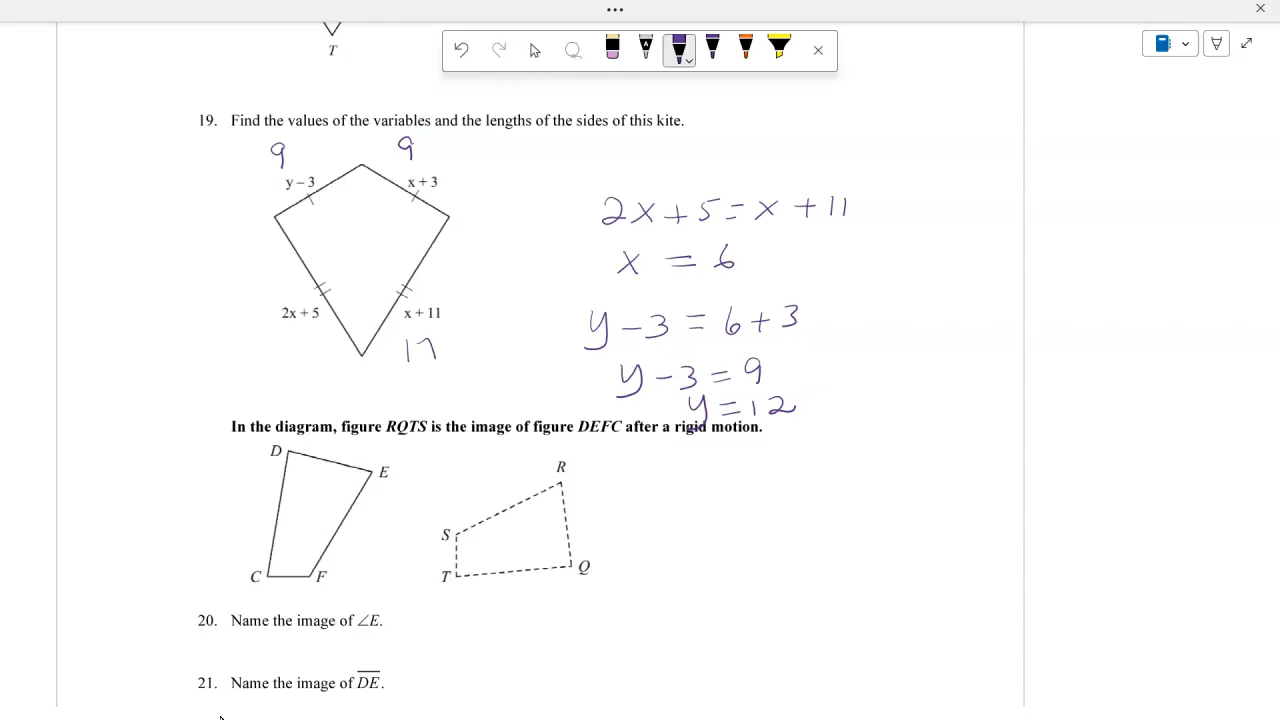 T
19. Find the values of the variables and the lengths of the sides of this kite.
9 9
y – 3 x + 3
2x + 5 x + 11
17
2x + 5 = x + 11
x = 6
y – 3 = 6 + 3
y – 3 = 9
y = 12
In the diagram, figure RQTS is the image of figure DEFC after a rigid motion.
D
E
C F
R
S
T Q
20. Name the image of ∠E.
21. Name the image of D̅E̅.